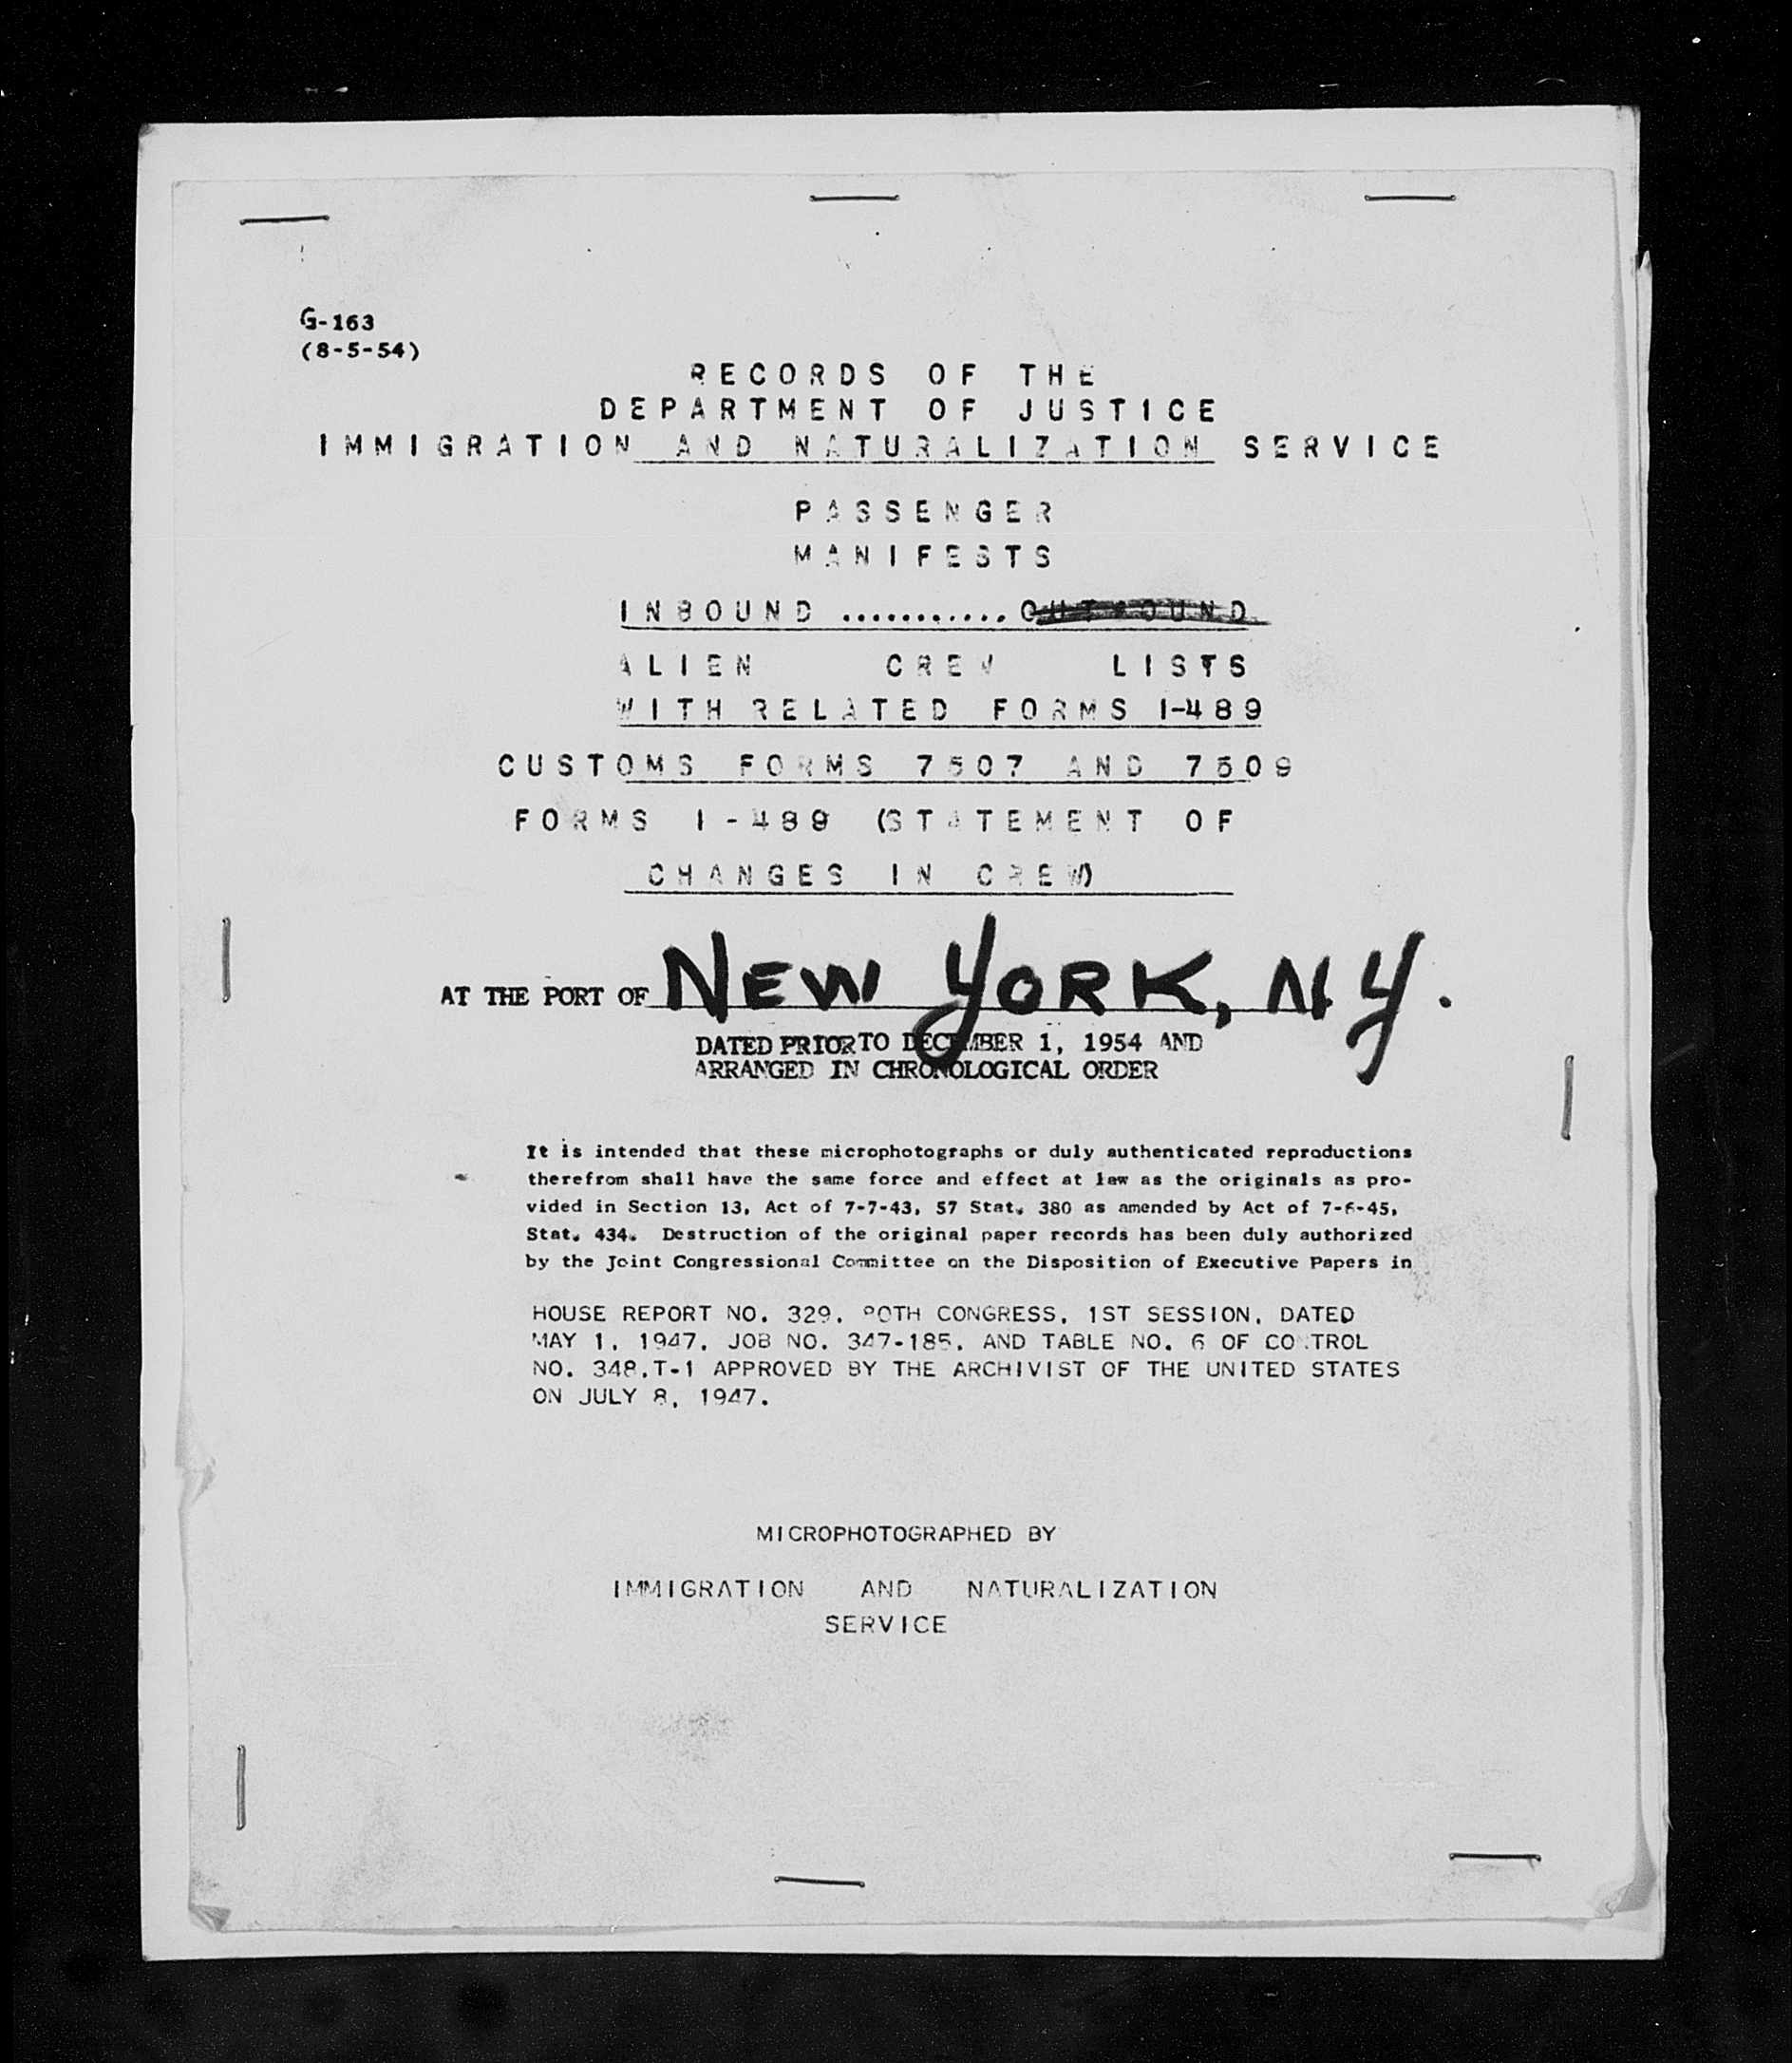 G-163
(8-5-54)
RECORDS OF THE
DEPARTMENT OF JUSTICE
IMMIGRATION AND NATURALIZATION SERVICE
PASSENGER
MANIFESTS
INBOUND ........... OUTBOUND
ALIEN CREW LISTS
WITH RELATED FORMS I-489
CUSTOMS FORMS 7507 AND 7509
FORMS I-489 (STATEMENT OF
CHANGES IN CREW)
AT THE PORT OF NEW YORK, N.Y.
DATED PRIOR TO DECEMBER 1, 1954 AND
ARRANGED IN CHRONOLOGICAL ORDER
It is intended that these microphotographs or duly authenticated reproductions
therefrom shall have the same force and effect at law as the originals as pro-
vided in Section 13, Act of 7-7-43, 57 Stat. 380 as amended by Act of 7-6-45,
Stat. 434. Destruction of the original paper records has been duly authorized
by the Joint Congressional Committee on the Disposition of Executive Papers in
HOUSE REPORT NO. 329, 80TH CONGRESS, 1ST SESSION, DATED
MAY 1, 1947, JOB NO. 347-185, AND TABLE NO. 6 OF CONTROL
NO. 348,T-1 APPROVED BY THE ARCHIVIST OF THE UNITED STATES
ON JULY 8, 1947.
MICROPHOTOGRAPHED BY
IMMIGRATION AND NATURALIZATION
SERVICE